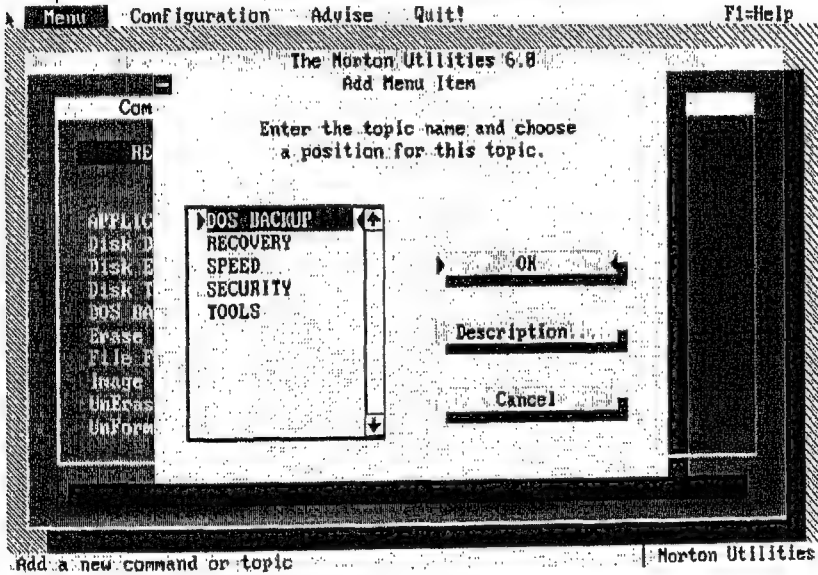 Menu Configuration Advise Quit! F1=Help
The Norton Utilities 6.0
Add Menu Item
Com
Enter the topic name and choose
a position for this topic.
RE
APPLIC
Disk D
Disk E
Disk T
DOS BA
Erase
File F
Image
UnEras
UnForm
DOS BACKUP
RECOVERY
SPEED
SECURITY
TOOLS
OK
Description...
Cancel
Add a new command or topic
Norton Utilities